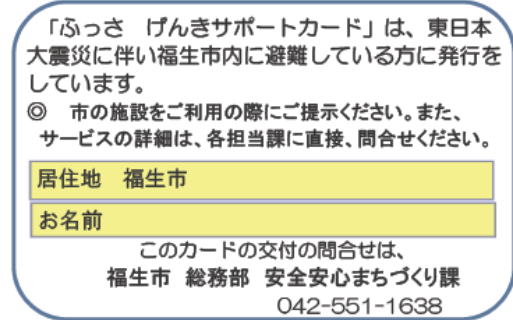 「ふっさ　げんきサポートカード」は、東日本
大震災に伴い福生市内に避難している方に発行を
しています。
◎　市の施設をご利用の際にご提示ください。また、
サービスの詳細は、各担当課に直接、問合せください。
居住地　福生市
お名前
このカードの交付の問合せは、
福生市　総務部　安全安心まちづくり課
042-551-1638